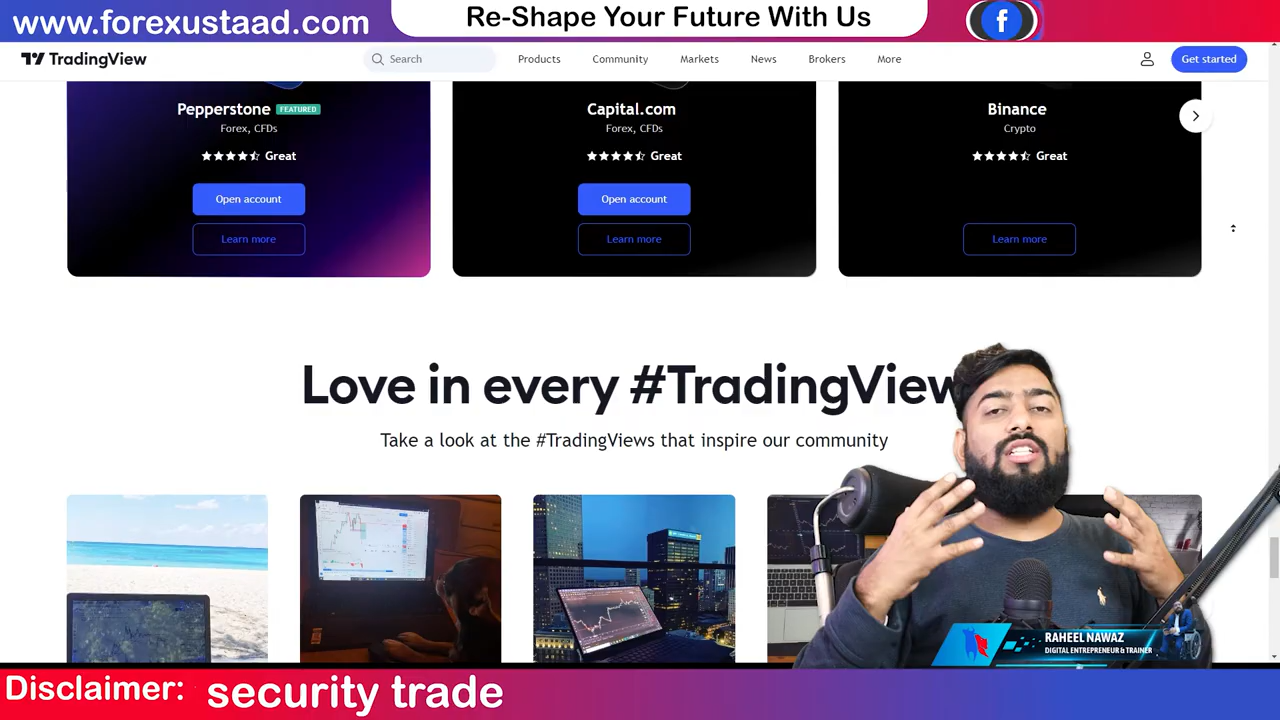 www.forexustaad.com
Re-Shape Your Future With Us
f
TradingView
Search
Products
Community
Markets
News
Brokers
More
Get started
Pepperstone FEATURED
Forex, CFDs
Great
Open account
Learn more
Capital.com
Forex, CFDs
Great
Open account
Learn more
Binance
Crypto
Great
Learn more
Love in every #TradingView
Take a look at the #TradingViews that inspire our community
RAHEEL NAWAZ
DIGITAL ENTREPRENEUR & TRAINER
Disclaimer: security trade